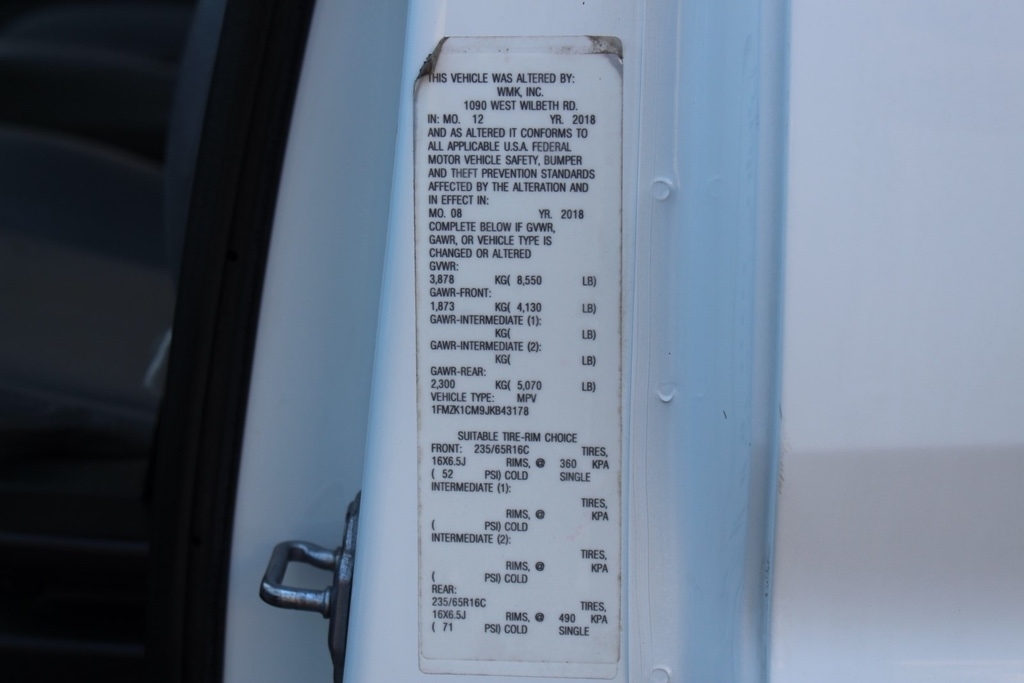 THIS VEHICLE WAS ALTERED BY:
WMK, INC.
1090 WEST WILBETH RD.
IN: MO. 12 YR. 2018
AND AS ALTERED IT CONFORMS TO
ALL APPLICABLE U.S.A. FEDERAL
MOTOR VEHICLE SAFETY, BUMPER
AND THEFT PREVENTION STANDARDS
AFFECTED BY THE ALTERATION AND
IN EFFECT IN:
MO. 08 YR. 2018
COMPLETE BELOW IF GVWR,
GAWR, OR VEHICLE TYPE IS
CHANGED OR ALTERED
GVWR:
3,878 KG( 8,550 LB)
GAWR-FRONT:
1,873 KG( 4,130 LB)
GAWR-INTERMEDIATE (1):
KG( LB)
GAWR-INTERMEDIATE (2):
KG( LB)
GAWR-REAR:
2,300 KG( 5,070 LB)
VEHICLE TYPE: MPV
1FMZK1CM9JKB43178
SUITABLE TIRE-RIM CHOICE
FRONT: 235/65R16C TIRES,
16X6.5J RIMS, @ 360 KPA
( 52 PSI) COLD SINGLE
INTERMEDIATE (1):
TIRES,
RIMS, @ KPA
( PSI) COLD
INTERMEDIATE (2):
TIRES,
RIMS, @ KPA
( PSI) COLD
REAR:
235/65R16C TIRES,
16X6.5J RIMS, @ 490 KPA
( 71 PSI) COLD SINGLE